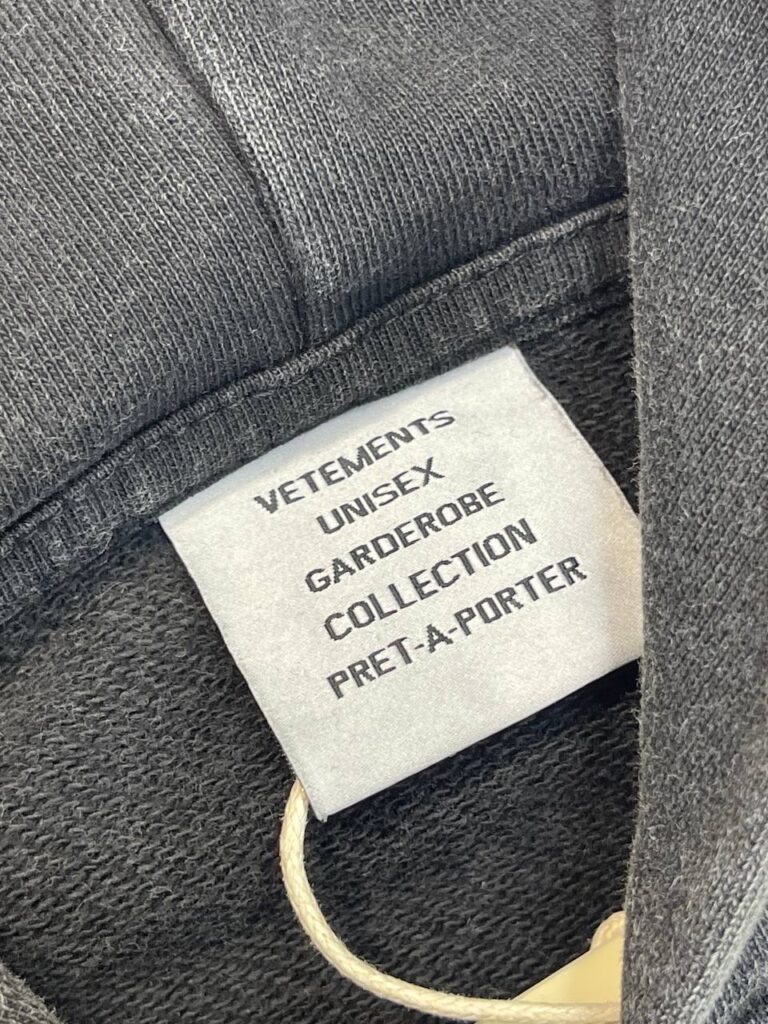 VETEMENTS
UNISEX
GARDEROBE
COLLECTION
PRET-A-PORTER